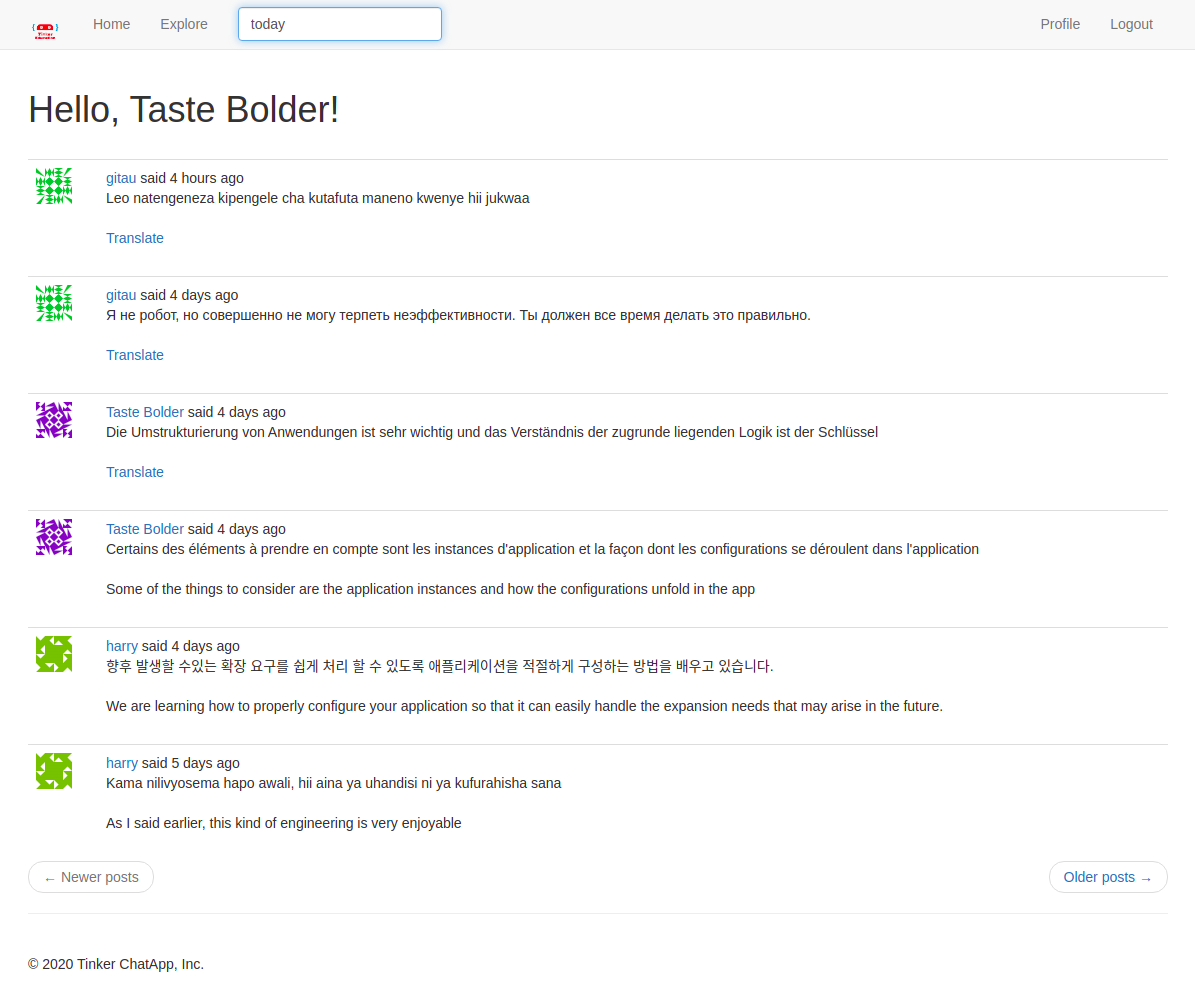 Tinker
Home
Explore
today
Profile
Logout
Hello, Taste Bolder!
gitau said 4 hours ago
Leo natengeneza kipengele cha kutafuta maneno kwenye hii jukwaa
Translate
gitau said 4 days ago
Я не робот, но совершенно не могу терпеть неэффективности. Ты должен все время делать это правильно.
Translate
Taste Bolder said 4 days ago
Die Umstrukturierung von Anwendungen ist sehr wichtig und das Verständnis der zugrunde liegenden Logik ist der Schlüssel
Translate
Taste Bolder said 4 days ago
Certains des éléments à prendre en compte sont les instances d'application et la façon dont les configurations se déroulent dans l'application
Some of the things to consider are the application instances and how the configurations unfold in the app
harry said 4 days ago
향후 발생할 수있는 확장 요구를 쉽게 처리 할 수 있도록 애플리케이션을 적절하게 구성하는 방법을 배우고 있습니다.
We are learning how to properly configure your application so that it can easily handle the expansion needs that may arise in the future.
harry said 5 days ago
Kama nilivyosema hapo awali, hii aina ya uhandisi ni ya kufurahisha sana
As I said earlier, this kind of engineering is very enjoyable
← Newer posts
Older posts →
© 2020 Tinker ChatApp, Inc.